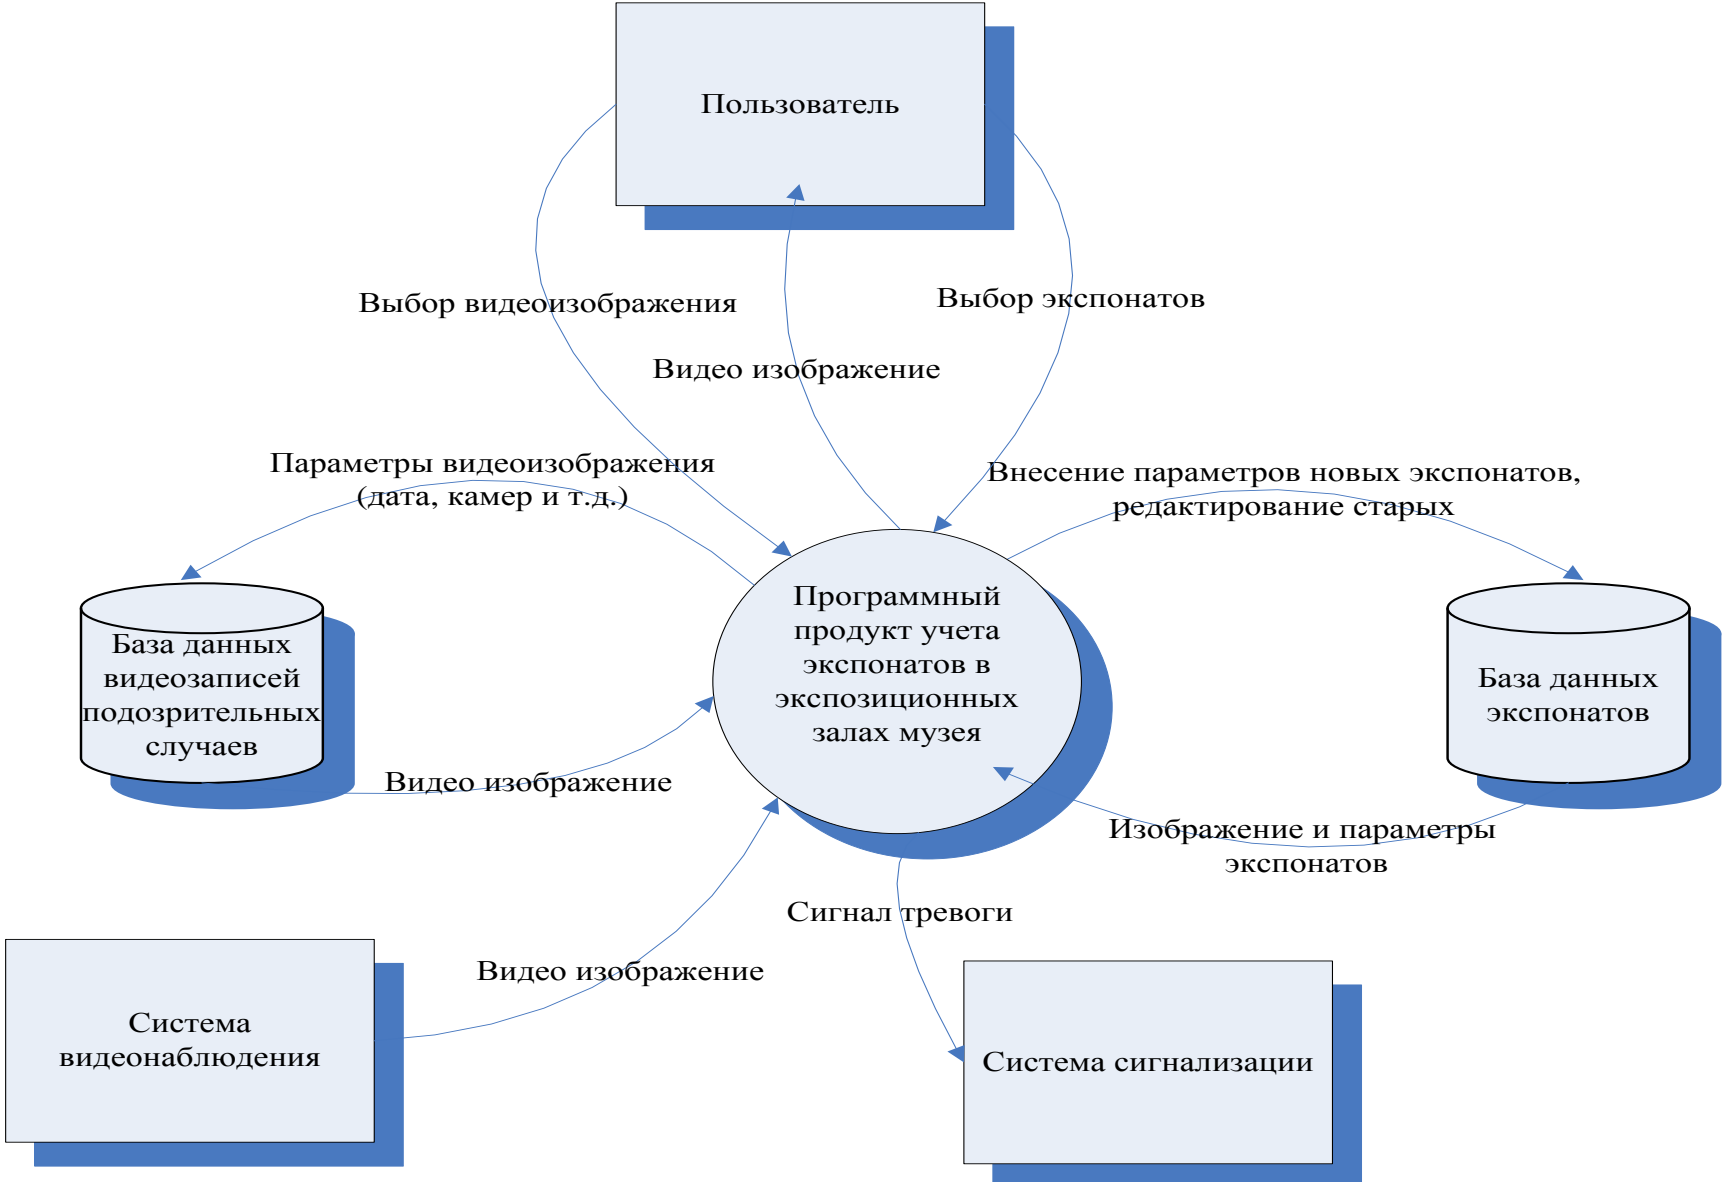 Пользователь
Выбор видеоизображения
Выбор экспонатов
Видео изображение
Параметры видеоизображения
(дата, камер и т.д.)
Внесение параметров новых экспонатов,
редактирование старых
Программный
продукт учета
экспонатов в
экспозиционных
залах музея
База данных
видеозаписей
подозрительных
случаев
База данных
экспонатов
Видео изображение
Изображение и параметры
экспонатов
Сигнал тревоги
Видео изображение
Система
видеонаблюдения
Система сигнализации